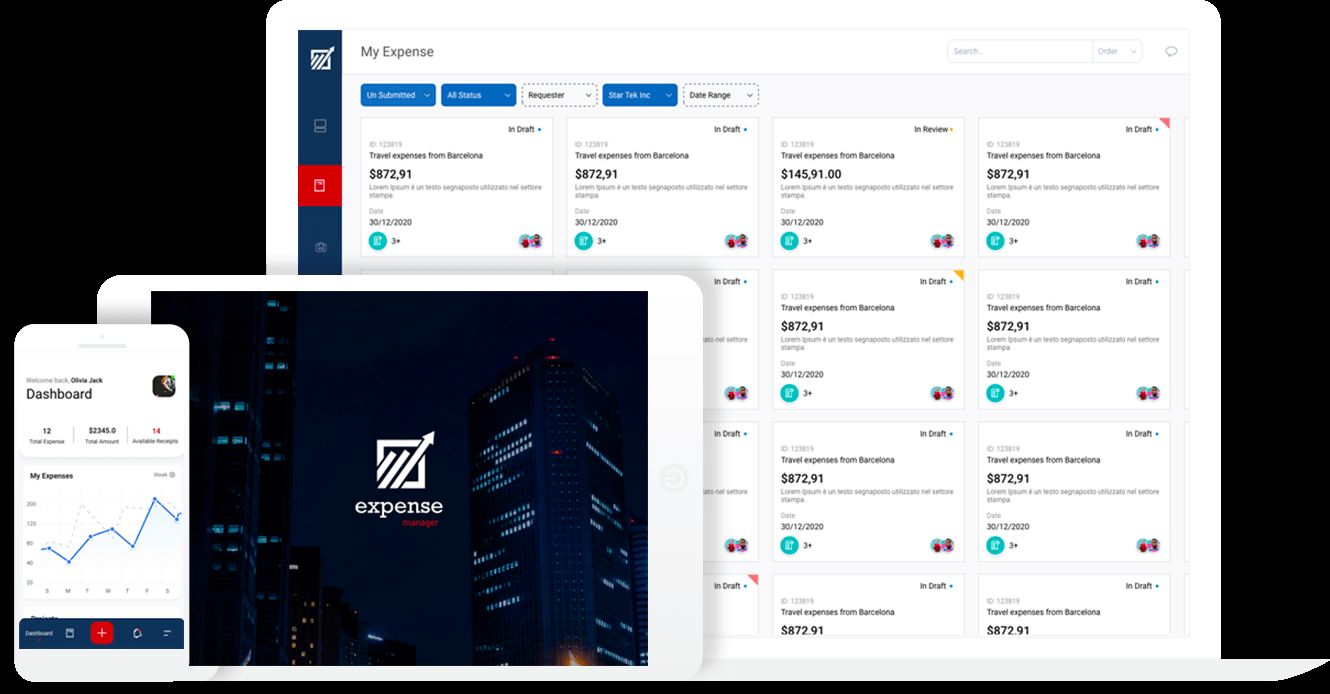 My Expense
Search...
Order
Un Submitted
All Status
Requester
Star Tek Inc
Date Range
In Draft
ID: 123819
Travel expenses from Barcelona
$872,91
Lorem Ipsum è un testo segnaposto utilizzato nel settore
stampa.
Date
30/12/2020
3+
In Draft
ID: 123819
Travel expenses from Barcelona
$872,91
Lorem Ipsum è un testo segnaposto utilizzato nel settore
stampa.
Date
30/12/2020
3+
In Review
ID: 123819
Travel expenses from Barcelona
$145,91.00
Lorem Ipsum è un testo segnaposto utilizzato nel settore
stampa.
Date
30/12/2020
3+
In Draft
ID: 123819
Travel expenses from Barcelona
$872,91
Lorem Ipsum è un testo segnaposto utilizzato nel settore
stampa.
Date
30/12/2020
3+
In Draft
zato nel settore
In Draft
ID: 123819
Travel expenses from Barcelona
$872,91
Lorem Ipsum è un testo segnaposto utilizzato nel settore
stampa.
Date
30/12/2020
3+
In Draft
ID: 123819
Travel expenses from Barcelona
$872,91
Lorem Ipsum è un testo segnaposto utilizzato nel settore
stampa.
Date
30/12/2020
3+
In Draft
zato nel settore
In Draft
ID: 123819
Travel expenses from Barcelona
$872,91
Lorem Ipsum è un testo segnaposto utilizzato nel settore
stampa.
Date
30/12/2020
3+
In Draft
ID: 123819
Travel expenses from Barcelona
$872,91
Lorem Ipsum è un testo segnaposto utilizzato nel settore
stampa.
Date
30/12/2020
3+
In Draft
In Draft
ID: 123819
Travel expenses from Barcelona
$872,91
In Draft
ID: 123819
Travel expenses from Barcelona
$872,91
expense
manager
Welcome back, Olivia Jack
Dashboard
12
Total Expense
$2345.0
Total Amount
14
Available Receipts
My Expenses
Week
200
120
80
40
20
S M T M T F S
Dashboard